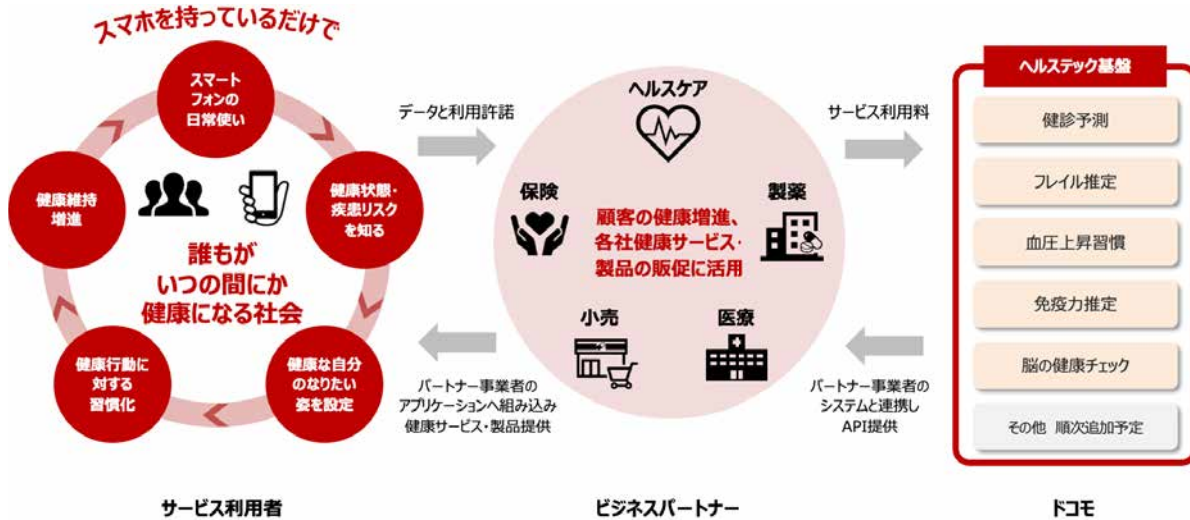 スマホを持っているだけで
スマート
フォンの
日常使い
健康状態・
疾患リスク
を知る
健康な自分
のなりたい
姿を設定
健康行動に
対する
習慣化
健康維持
増進
誰もが
いつの間にか
健康になる社会
サービス利用者
データと利用許諾
パートナー事業者の
アプリケーションへ組み込み
健康サービス・製品提供
ヘルスケア
保険
製薬
顧客の健康増進、
各社健康サービス・
製品の販促に活用
小売
医療
ビジネスパートナー
サービス利用料
パートナー事業者の
システムと連携し
API提供
ヘルステック基盤
健診予測
フレイル推定
血圧上昇習慣
免疫力推定
脳の健康チェック
その他 順次追加予定
ドコモ